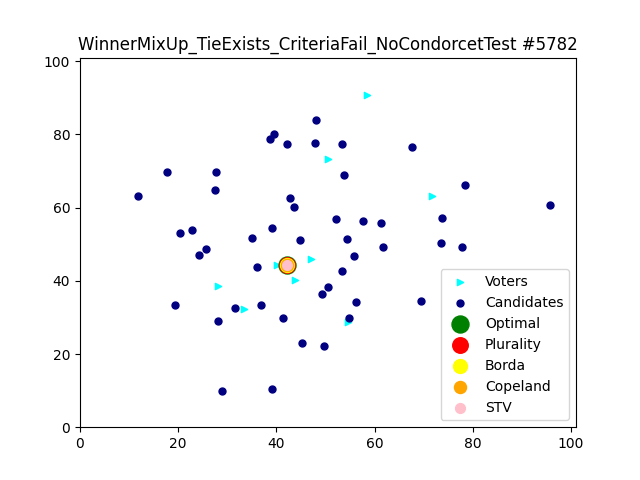 WinnerMixUp_TieExists_CriteriaFail_NoCondorcetTest #5782
100
80
60
40
20
0
Voters
Candidates
Optimal
Plurality
Borda
Copeland
STV
0 20 40 60 80 100